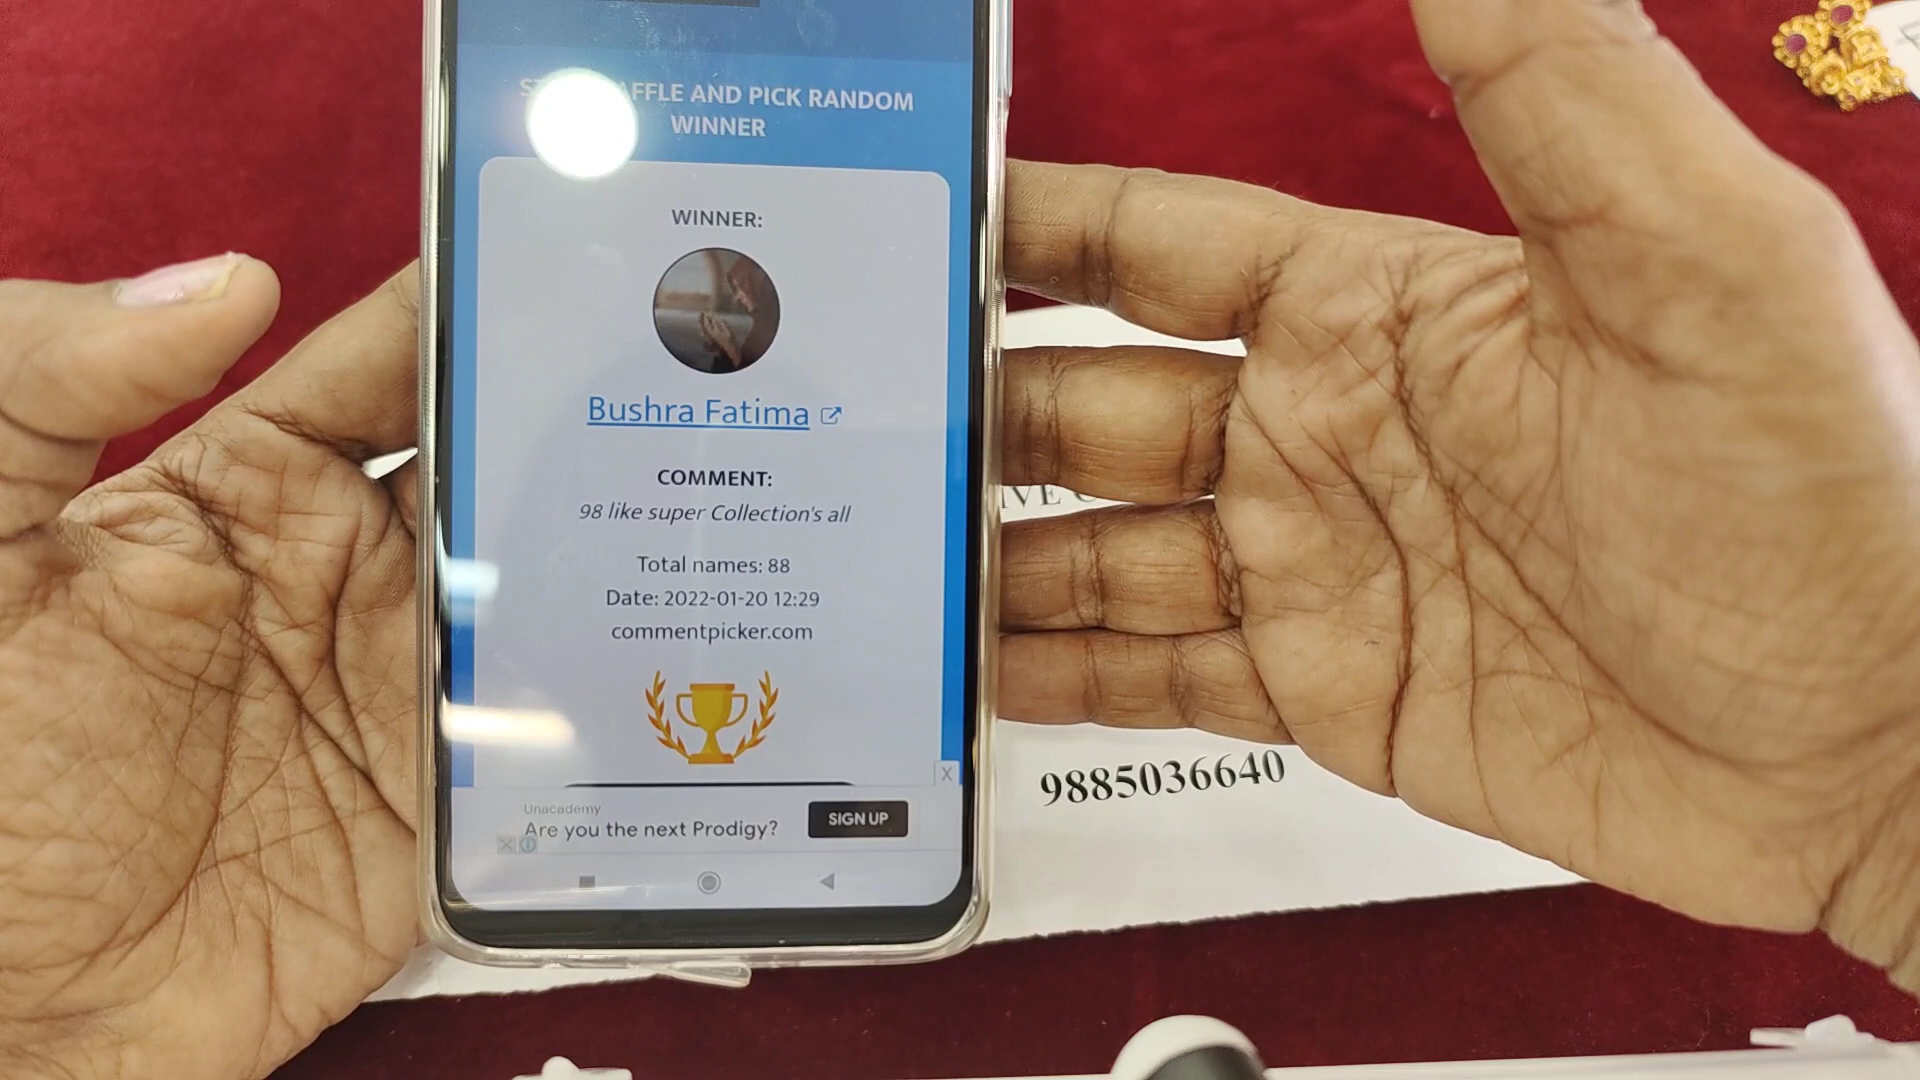 AFFLE AND PICK RANDOM
WINNER
WINNER:
Bushra Fatima
COMMENT:
98 like super Collection's all
Total names: 88
Date: 2022-01-20 12:29
commentpicker.com
X
Unacademy
Are you the next Prodigy?
SIGN UP
9885036640